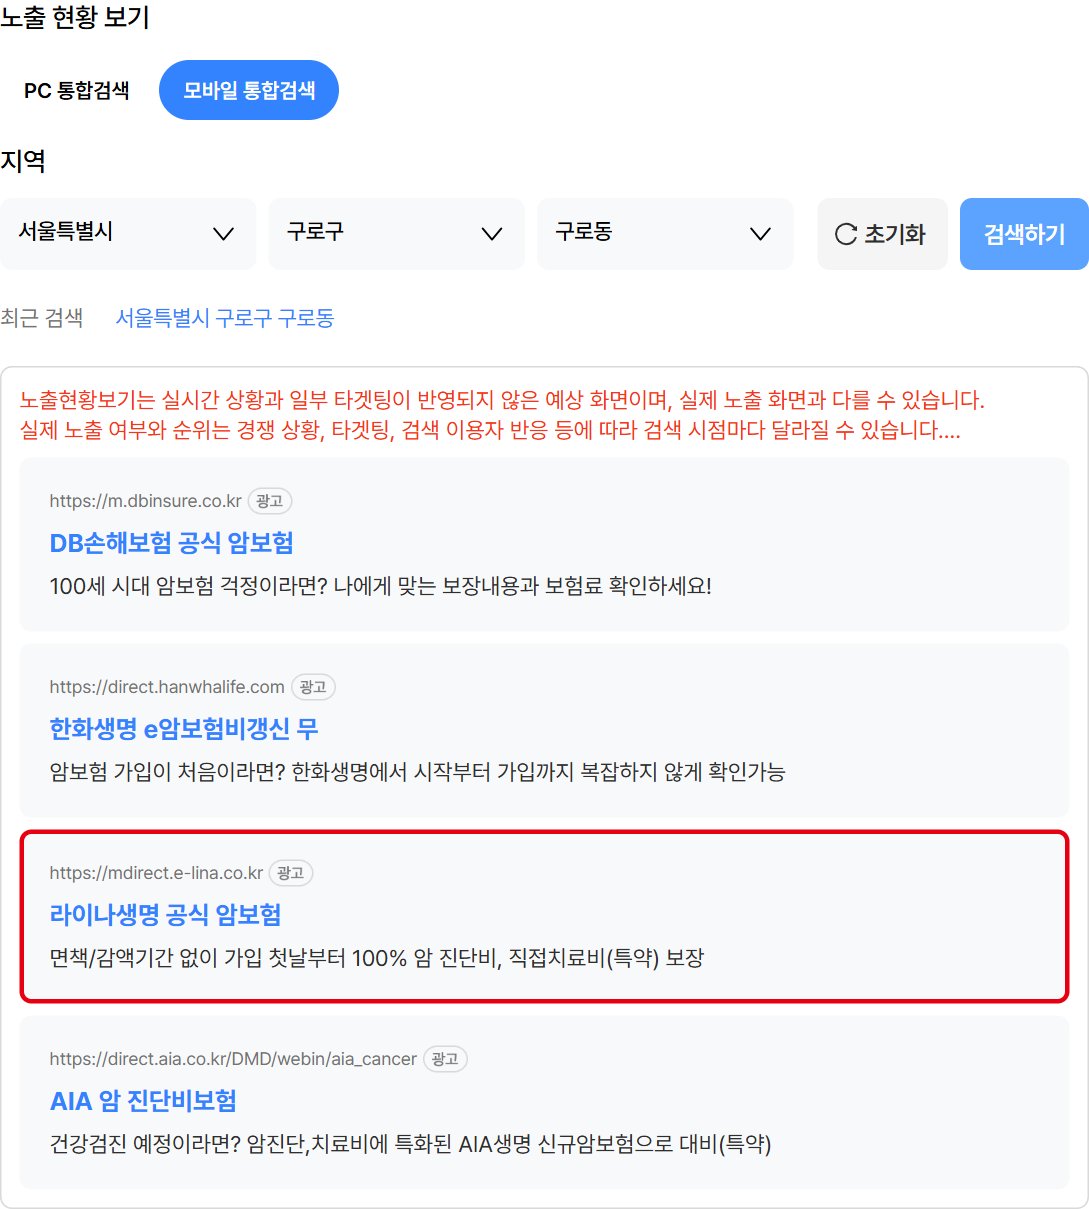 노출 현황 보기
PC 통합검색 모바일 통합검색
지역
서울특별시 구로구 구로동 초기화 검색하기
최근 검색 서울특별시 구로구 구로동
노출현황보기는 실시간 상황과 일부 타겟팅이 반영되지 않은 예상 화면이며, 실제 노출 화면과 다를 수 있습니다.
실제 노출 여부와 순위는 경쟁 상황, 타겟팅, 검색 이용자 반응 등에 따라 검색 시점마다 달라질 수 있습니다....
https://m.dbinsure.co.kr 광고
DB손해보험 공식 암보험
100세 시대 암보험 걱정이라면? 나에게 맞는 보장내용과 보험료 확인하세요!
https://direct.hanwhalife.com 광고
한화생명 e암보험비갱신 무
암보험 가입이 처음이라면? 한화생명에서 시작부터 가입까지 복잡하지 않게 확인가능
https://mdirect.e-lina.co.kr 광고
라이나생명 공식 암보험
면책/감액기간 없이 가입 첫날부터 100% 암 진단비, 직접치료비(특약) 보장
https://direct.aia.co.kr/DMD/webin/aia_cancer 광고
AIA 암 진단비보험
건강검진 예정이라면? 암진단,치료비에 특화된 AIA생명 신규암보험으로 대비(특약)